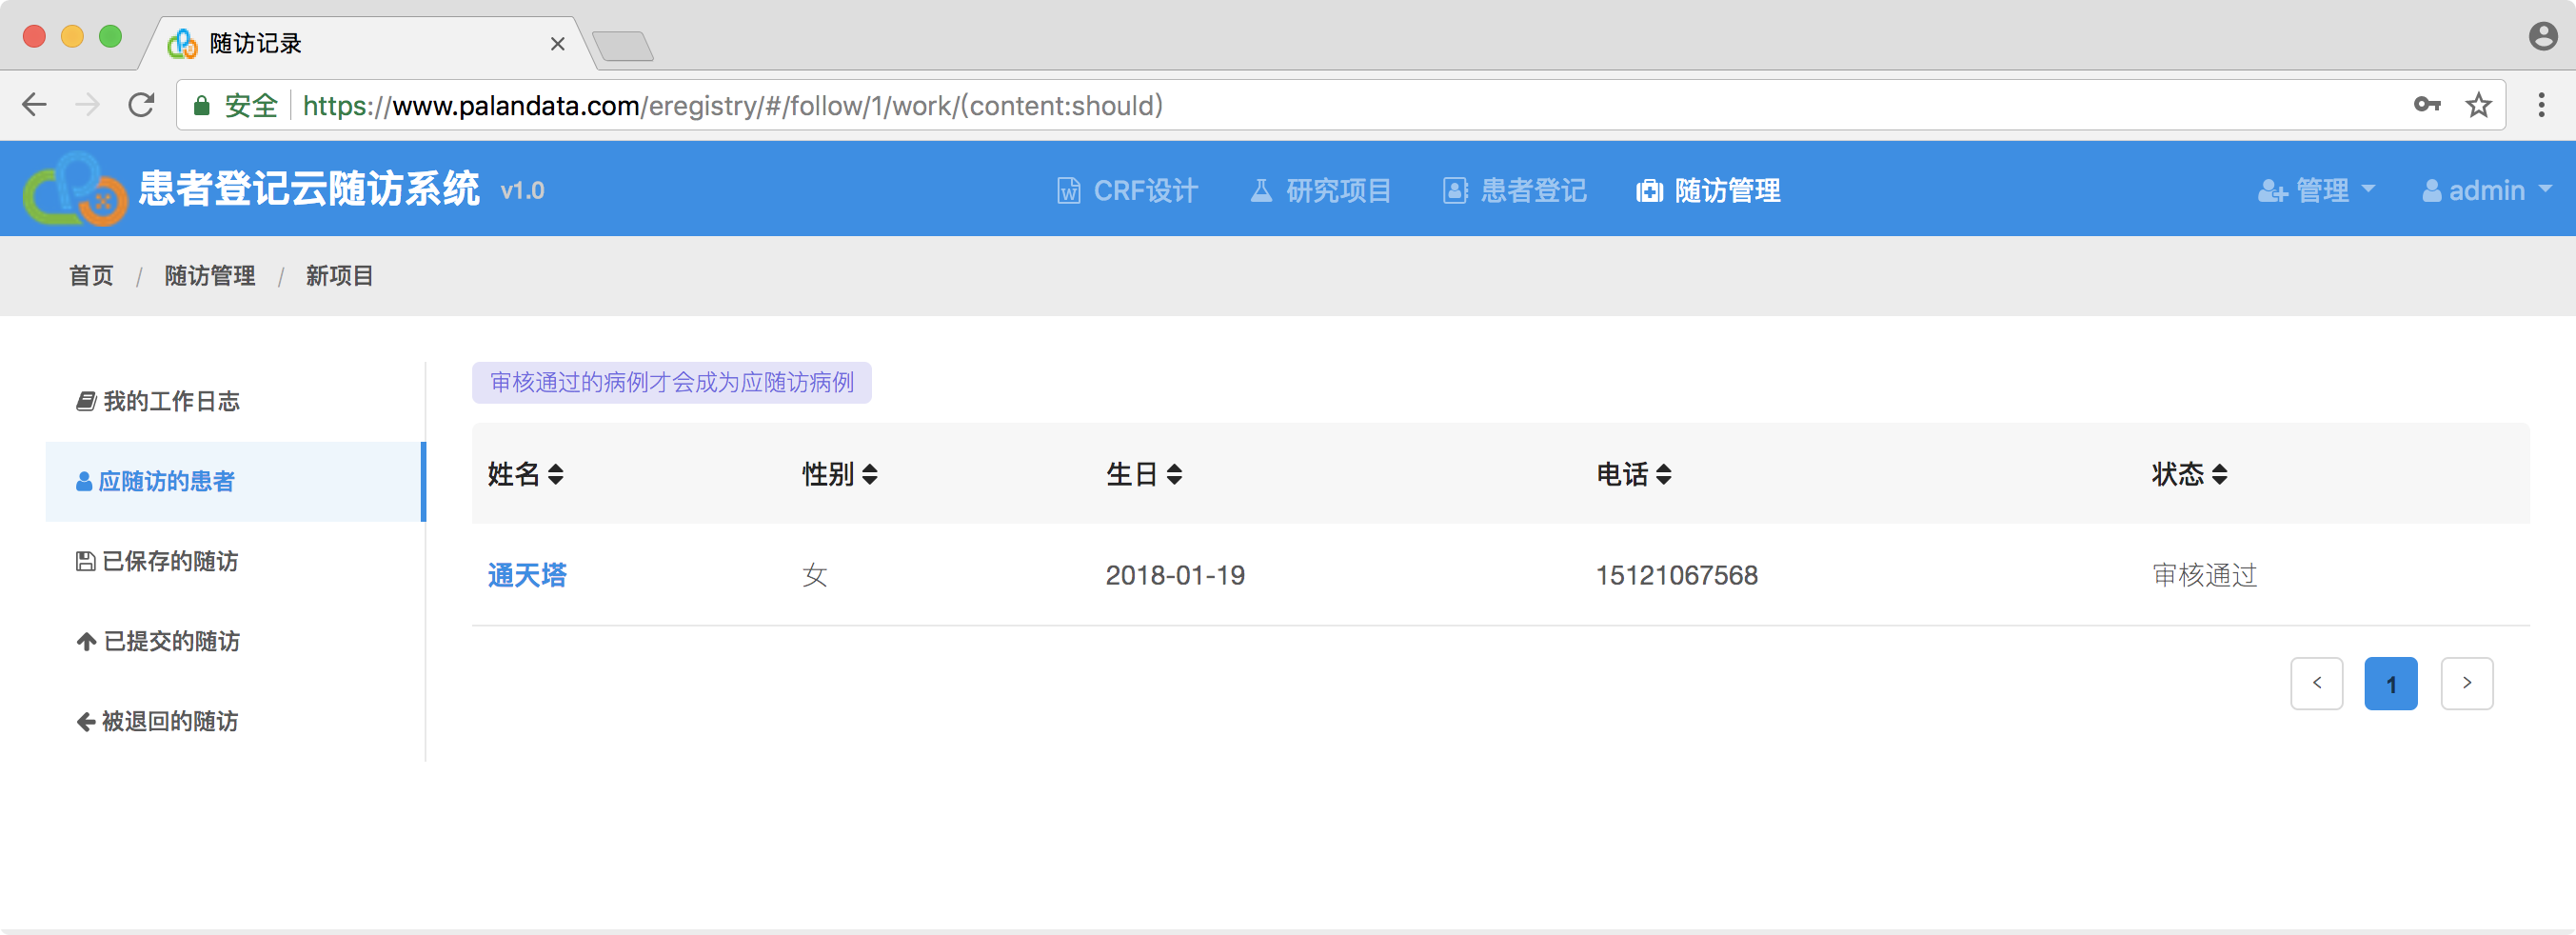 随访记录
安全 https://www.palandata.com/eregistry/#/follow/1/work/(content:should)
患者登记云随访系统 v1.0 CRF设计 研究项目 患者登记 随访管理 管理 admin
首页 / 随访管理 / 新项目
我的工作日志
应随访的患者
已保存的随访
已提交的随访
被退回的随访
审核通过的病例才会成为应随访病例
姓名 性别 生日 电话 状态
通天塔 女 2018-01-19 15121067568 审核通过
< 1 >